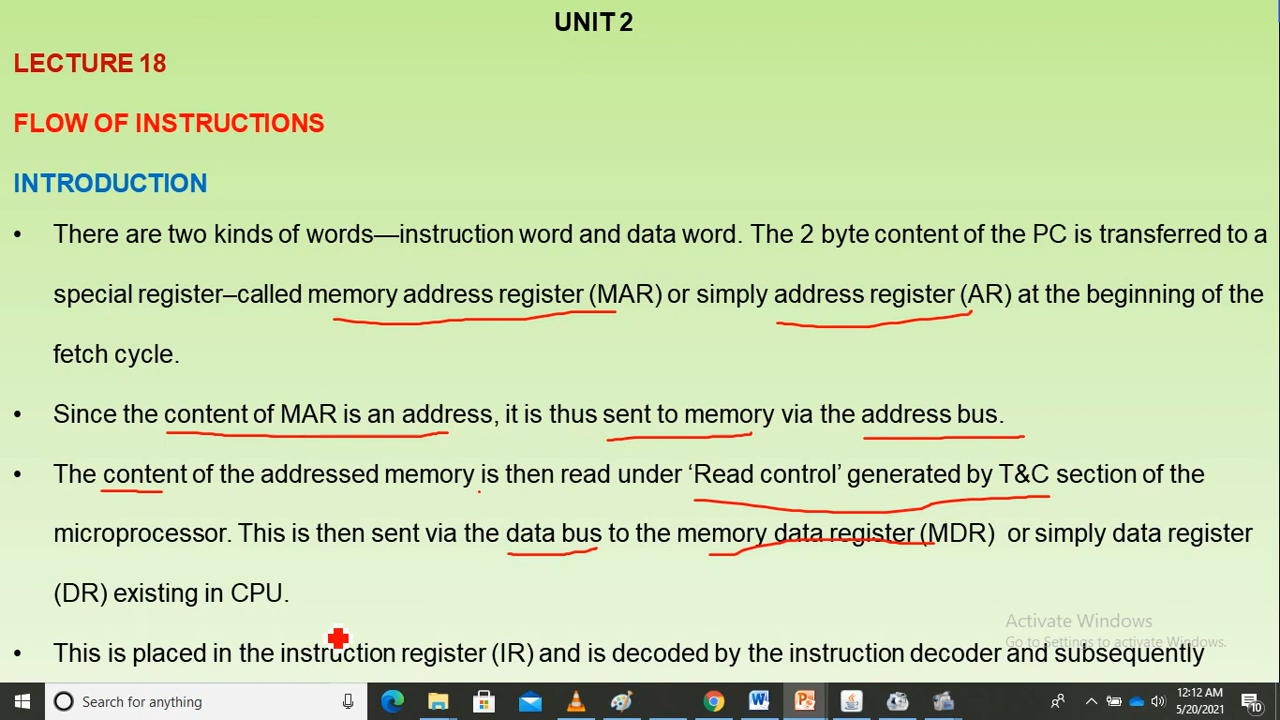 UNIT 2
LECTURE 18
FLOW OF INSTRUCTIONS
INTRODUCTION
• There are two kinds of words—instruction word and data word. The 2 byte content of the PC is transferred to a
special register–called memory address register (MAR) or simply address register (AR) at the beginning of the
fetch cycle.
• Since the content of MAR is an address, it is thus sent to memory via the address bus.
• The content of the addressed memory is then read under ‘Read control’ generated by T&C section of the
microprocessor. This is then sent via the data bus to the memory data register (MDR) or simply data register
(DR) existing in CPU.
• This is placed in the instruction register (IR) and is decoded by the instruction decoder and subsequently
Activate Windows
Go to Settings to activate Windows.
Search for anything
12:12 AM
5/20/2021
10